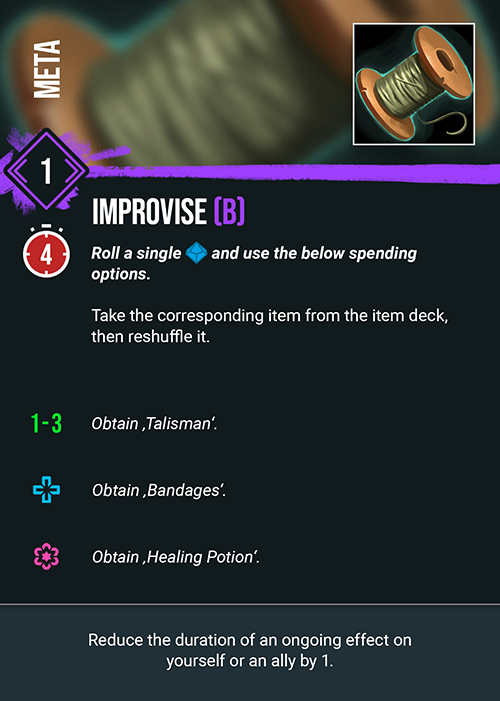 META
1
IMPROVISE (B)
4
Roll a single and use the below spending
options.
Take the corresponding item from the item deck,
then reshuffle it.
1-3
Obtain ‚Talisman‘.
Obtain ‚Bandages‘.
Obtain ‚Healing Potion‘.
Reduce the duration of an ongoing effect on
yourself or an ally by 1.